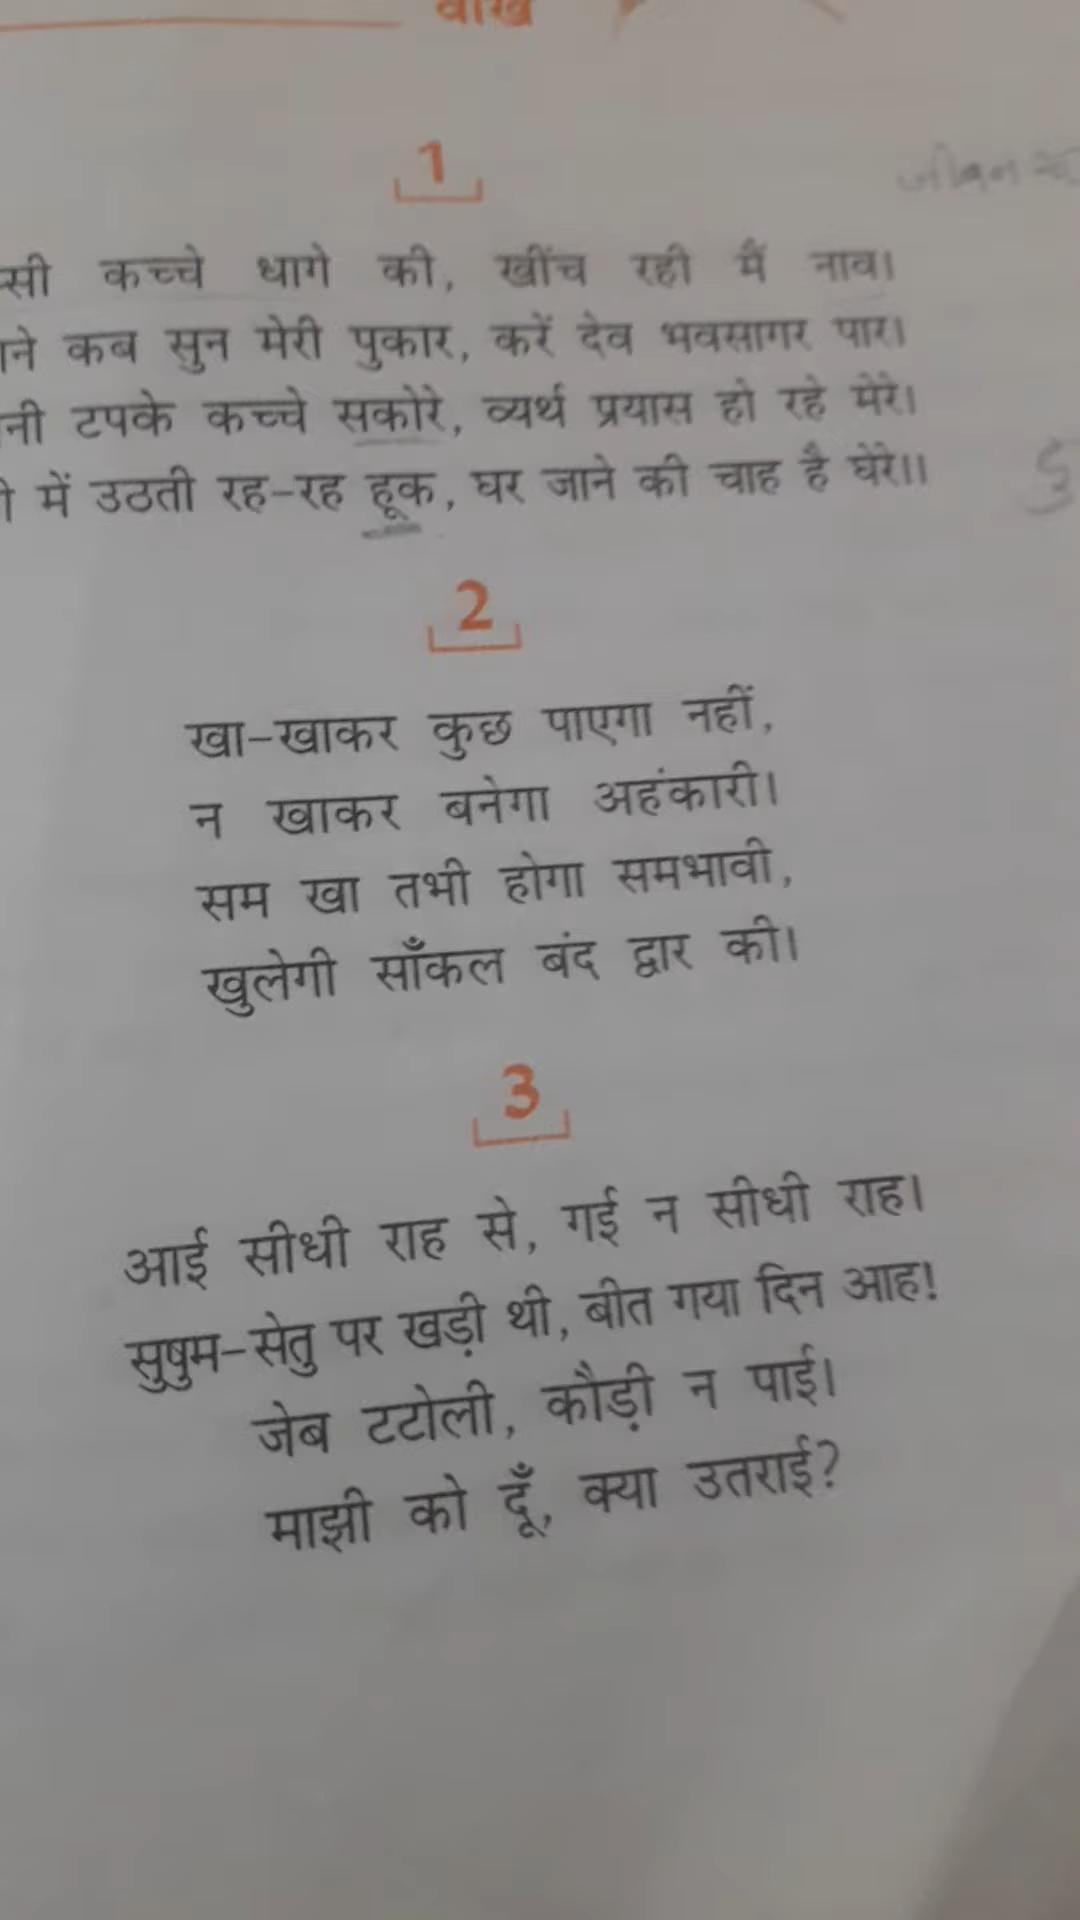 वाख
1
कच्चे धागे की, खींच रही मैं नाव।
कब सुन मेरी पुकार, करें देव भवसागर पार।
टपके कच्चे सकोरे, व्यर्थ प्रयास हो रहे मेरे।
में उठती रह-रह हूक, घर जाने की चाह है घेरे।।
2
खा-खाकर कुछ पाएगा नहीं,
न खाकर बनेगा अहंकारी।
सम खा तभी होगा समभावी,
खुलेगी साँकल बंद द्वार की।
3
आई सीधी राह से, गई न सीधी राह।
सुषुम-सेतु पर खड़ी थी, बीत गया दिन आह!
जेब टटोली, कौड़ी न पाई।
माझी को दूँ, क्या उतराई?